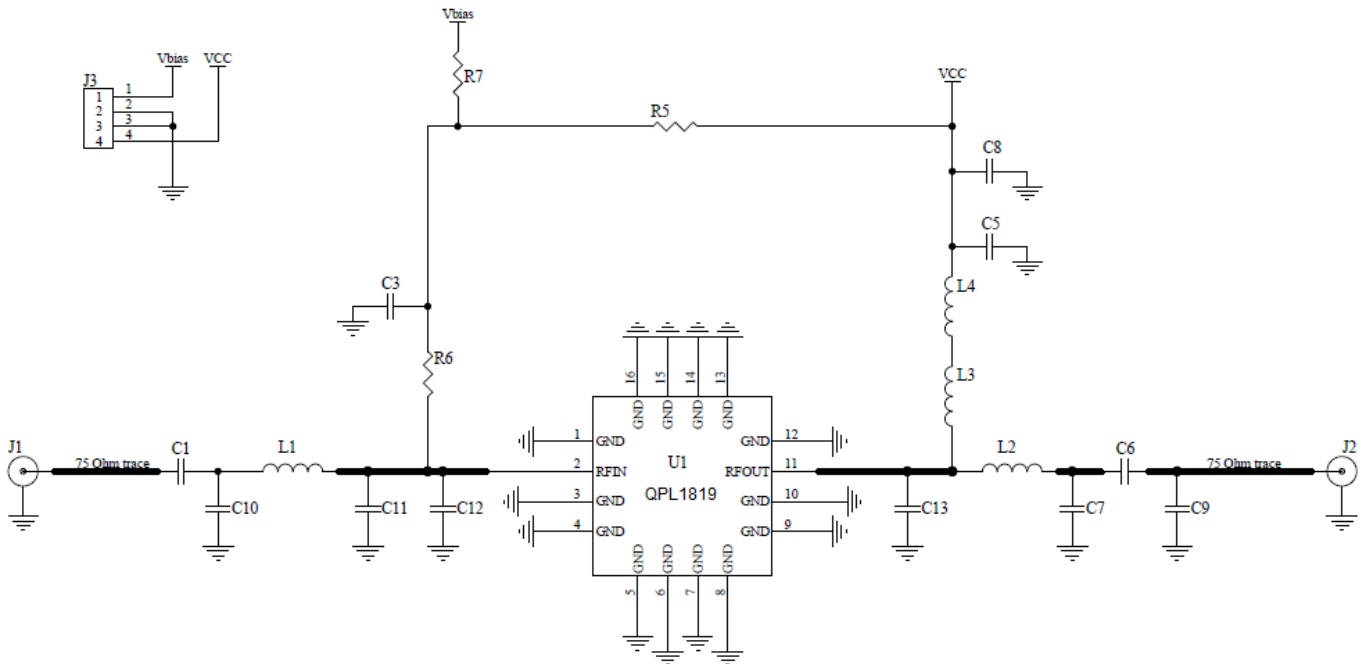 Vbias
R7
Vbias
VCC
J3
1
2
3
4
1
2
3
4
R5
VCC
C8
C5
L4
L3
C3
R6
16
15
14
13
GND
GND
GND
GND
1
GND
GND
12
2
RFIN
U1
RFOUT
11
3
GND
QPL1819
GND
10
4
GND
GND
9
GND
GND
GND
GND
5
6
7
8
J1
75 Ohm trace
C1
L1
C10
C11
C12
C13
L2
C7
C6
C9
75 Ohm trace
J2